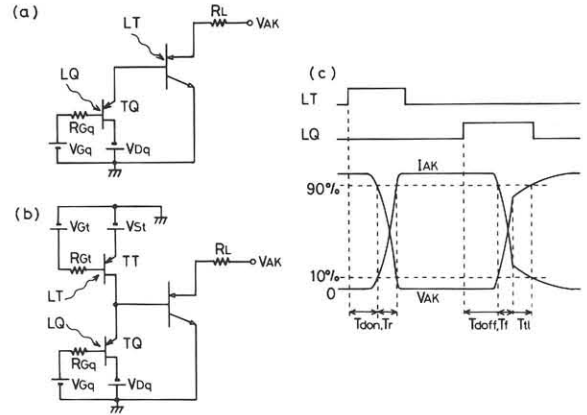 (a)
LT
RL
VAK
LQ
TQ
RGq
VGq
VDq
(b)
VGt
VSt
RGt
TT
LT
RL
VAK
LQ
TQ
RGq
VGq
VDq
(c)
LT
LQ
IAK
90%
10%
0
VAK
Tdon,Tr
Tdoff,Tf
Ttl